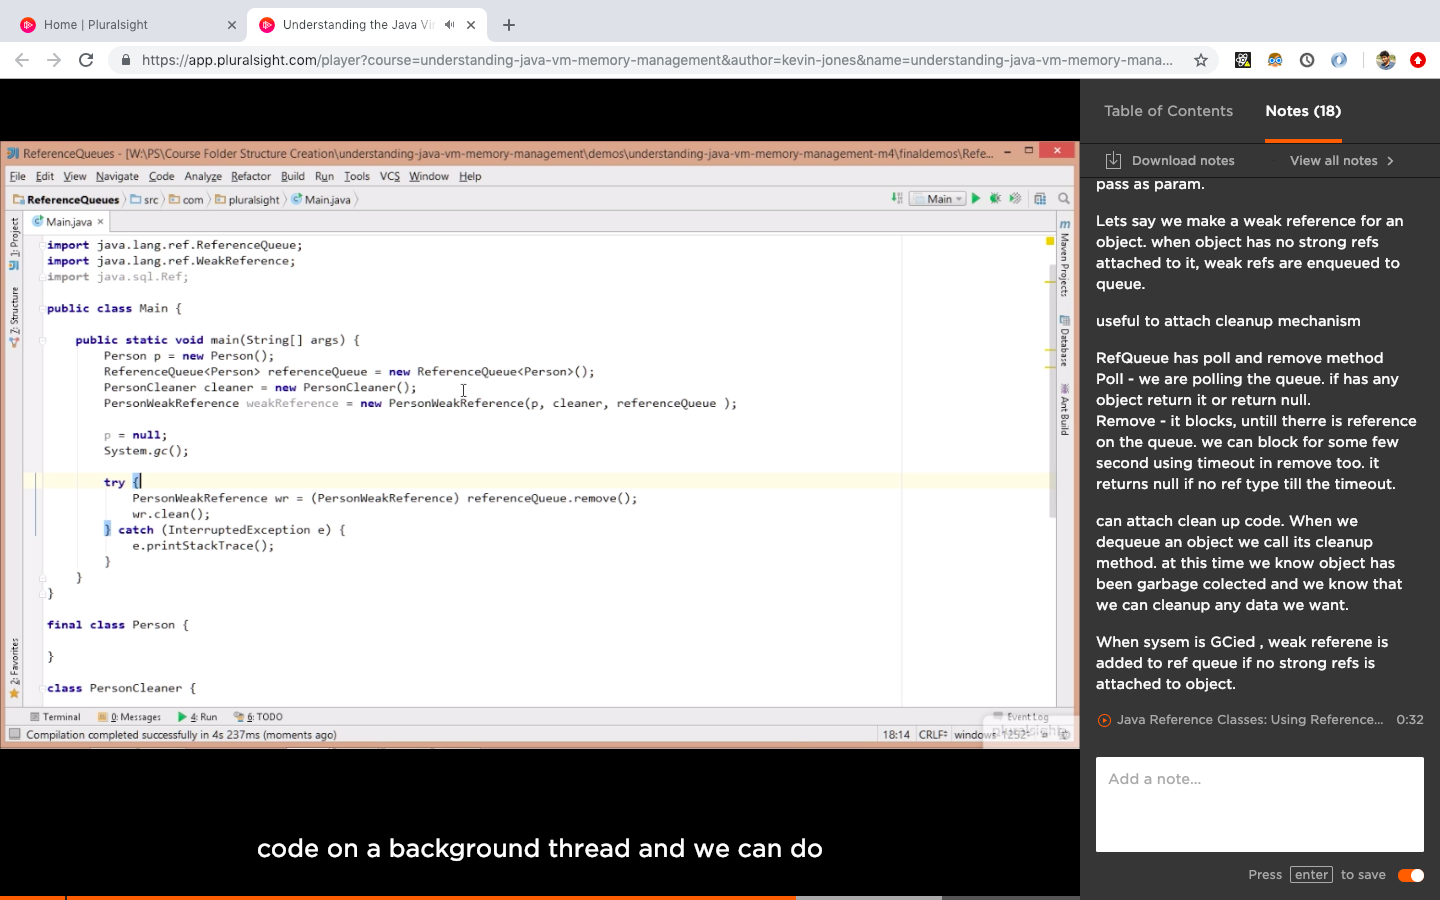 Home | Pluralsight
Understanding the Java Vir
https://app.pluralsight.com/player?course=understanding-java-vm-memory-management&author=kevin-jones&name=understanding-java-vm-memory-mana...
Table of Contents
Notes (18)
Download notes
View all notes
ReferenceQueues - [W:\PS\Course Folder Structure Creation\understanding-java-vm-memory-management\demos\understanding-java-vm-memory-management-m4\finaldemos\Refe...
File Edit View Navigate Code Analyze Refactor Build Run Tools VCS Window Help
ReferenceQueues src com pluralsight Main.java
Main
Main.java
1: Project
7: Structure
2: Favorites
import java.lang.ref.ReferenceQueue;
import java.lang.ref.WeakReference;
import java.sql.Ref;
public class Main {
public static void main(String[] args) {
Person p = new Person();
ReferenceQueue<Person> referenceQueue = new ReferenceQueue<Person>();
PersonCleaner cleaner = new PersonCleaner();
PersonWeakReference weakReference = new PersonWeakReference(p, cleaner, referenceQueue );
p = null;
System.gc();
try {
PersonWeakReference wr = (PersonWeakReference) referenceQueue.remove();
wr.clean();
} catch (InterruptedException e) {
e.printStackTrace();
}
}
}
final class Person {
}
class PersonCleaner {
Maven Projects
Database
Ant Build
Terminal 0: Messages 4: Run 6: TODO
Event Log
Compilation completed successfully in 4s 237ms (moments ago)
18:14 CRLF windows-1252
pluralsight
code on a background thread and we can do
pass as param.
Lets say we make a weak reference for an
object. when object has no strong refs
attached to it, weak refs are enqueued to
queue.
useful to attach cleanup mechanism
RefQueue has poll and remove method
Poll - we are polling the queue. if has any
object return it or return null.
Remove - it blocks, untill therre is reference
on the queue. we can block for some few
second using timeout in remove too. it
returns null if no ref type till the timeout.
can attach clean up code. When we
dequeue an object we call its cleanup
method. at this time we know object has
been garbage colected and we know that
we can cleanup any data we want.
When sysem is GCied , weak referene is
added to ref queue if no strong refs is
attached to object.
Java Reference Classes: Using Reference... 0:32
Add a note...
Press enter to save